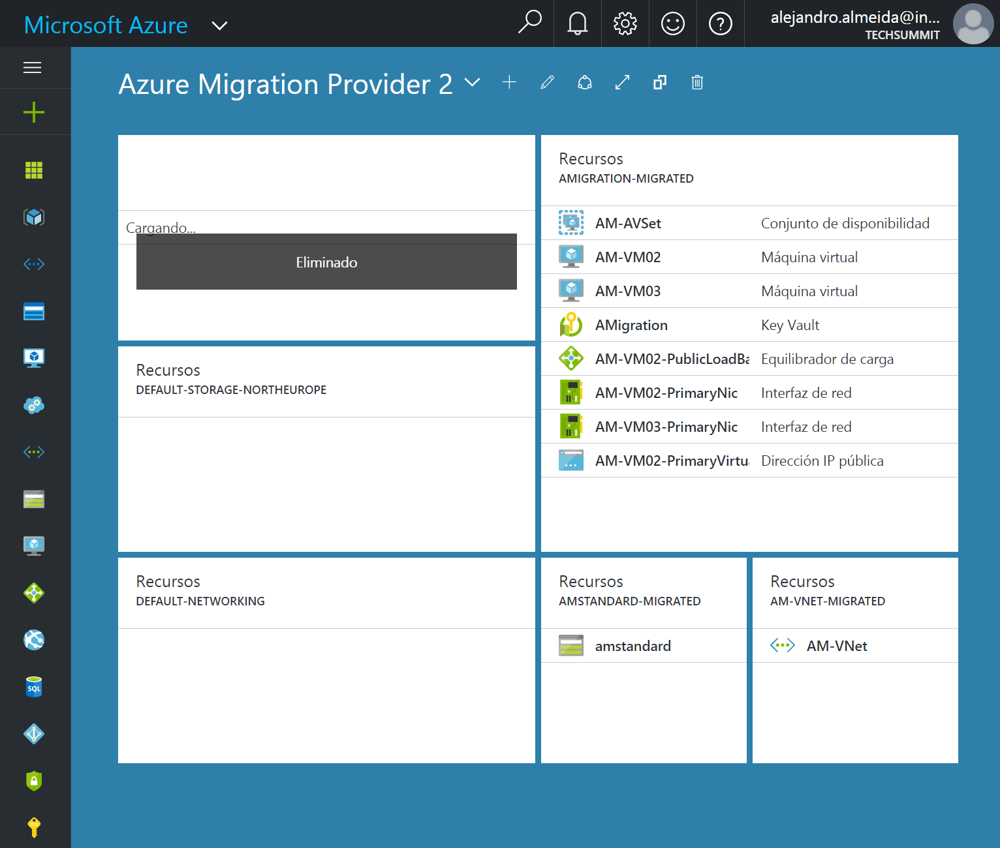 Microsoft Azure
alejandro.almeida@in...
TECHSUMMIT
Azure Migration Provider 2
Cargando...
Eliminado
Recursos
DEFAULT-STORAGE-NORTHEUROPE
Recursos
DEFAULT-NETWORKING
Recursos
AMIGRATION-MIGRATED
AM-AVSet Conjunto de disponibilidad
AM-VM02 Máquina virtual
AM-VM03 Máquina virtual
AMigration Key Vault
AM-VM02-PublicLoadBa Equilibrador de carga
AM-VM02-PrimaryNic Interfaz de red
AM-VM03-PrimaryNic Interfaz de red
AM-VM02-PrimaryVirtu Dirección IP pública
Recursos
AMSTANDARD-MIGRATED
amstandard
Recursos
AM-VNET-MIGRATED
AM-VNet
SQL